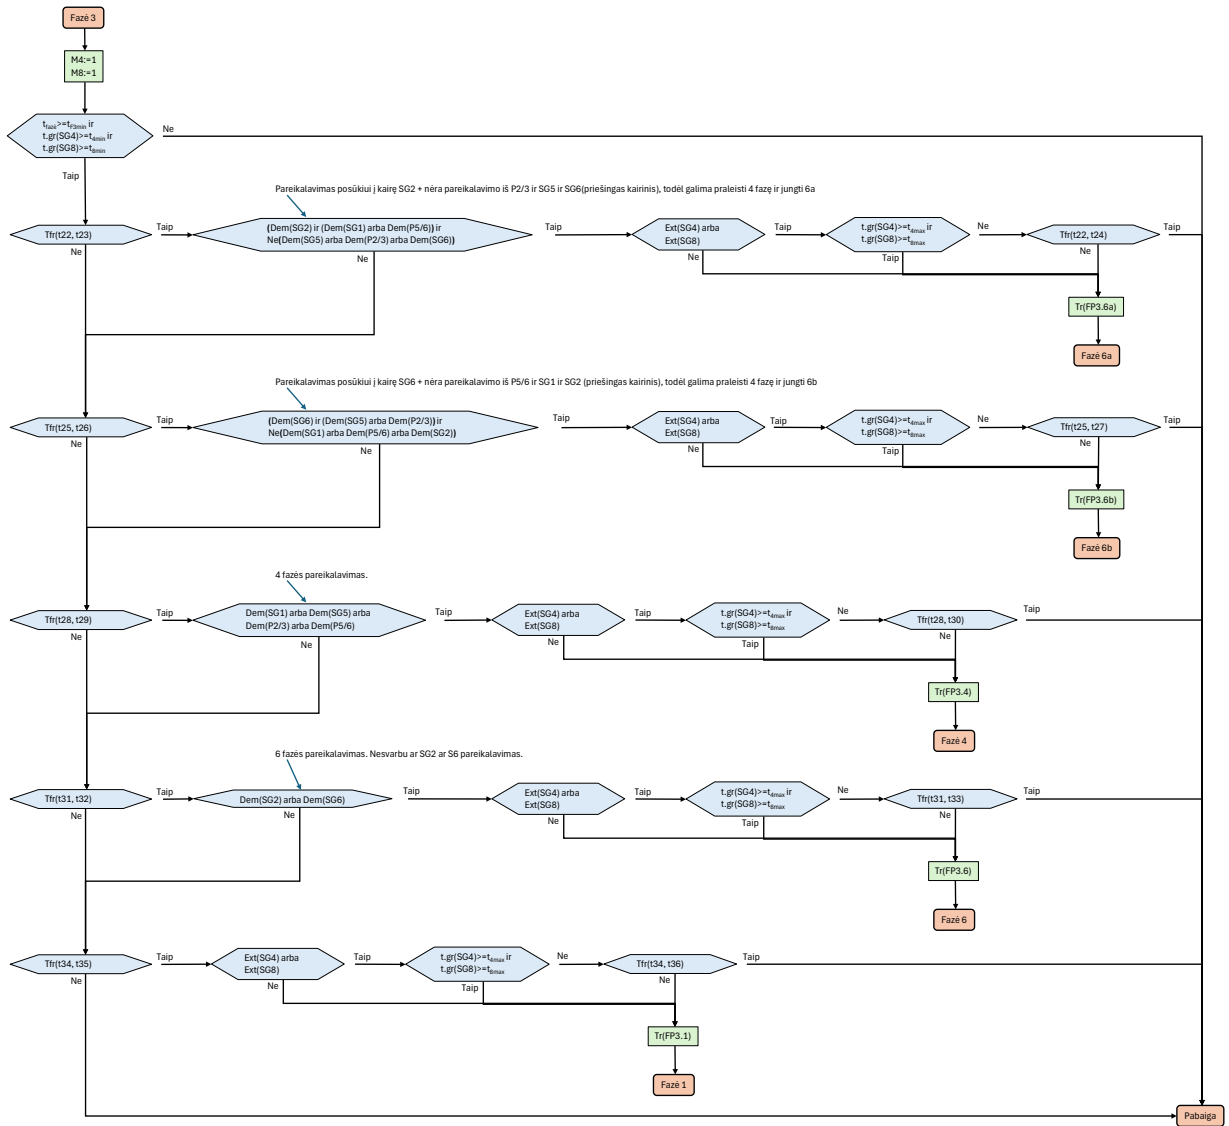 Fazė 3
M4:=1
M8:=1
tfazė>=tF3min ir
t.gr(SG4)>=t4min ir
t.gr(SG8)>=t8min
Ne
Taip
Pareikalavimas posūkiui į kairę SG2 + nėra pareikalavimo iš P2/3 ir SG5 ir SG6(priešingas kairinis), todėl galima praleisti 4 fazę ir jungti 6a
Tfr(t22, t23)
Taip
(Dem(SG2) ir (Dem(SG1) arba Dem(P5/6)) ir
Ne(Dem(SG5) arba Dem(P2/3) arba Dem(SG6))
Taip
Ext(SG4) arba
Ext(SG8)
Taip
t.gr(SG4)>=t4max ir
t.gr(SG8)>=t8max
Ne
Tfr(t22, t24)
Taip
Ne
Ne
Ne
Taip
Ne
Tr(FP3.6a)
Fazė 6a
Pareikalavimas posūkiui į kairę SG6 + nėra pareikalavimo iš P5/6 ir SG1 ir SG2 (priešingas kairinis), todėl galima praleisti 4 fazę ir jungti 6b
Tfr(t25, t26)
Taip
(Dem(SG6) ir (Dem(SG5) arba Dem(P2/3)) ir
Ne(Dem(SG1) arba Dem(P5/6) arba Dem(SG2))
Taip
Ext(SG4) arba
Ext(SG8)
Taip
t.gr(SG4)>=t4max ir
t.gr(SG8)>=t8max
Ne
Tfr(t25, t27)
Taip
Ne
Ne
Ne
Taip
Ne
Tr(FP3.6b)
Fazė 6b
4 fazės pareikalavimas.
Tfr(t28, t29)
Taip
Dem(SG1) arba Dem(SG5) arba
Dem(P2/3) arba Dem(P5/6)
Taip
Ext(SG4) arba
Ext(SG8)
Taip
t.gr(SG4)>=t4max ir
t.gr(SG8)>=t8max
Ne
Tfr(t28, t30)
Taip
Ne
Ne
Ne
Taip
Ne
Tr(FP3.4)
Fazė 4
6 fazės pareikalavimas. Nesvarbu ar SG2 ar S6 pareikalavimas.
Tfr(t31, t32)
Taip
Dem(SG2) arba Dem(SG6)
Taip
Ext(SG4) arba
Ext(SG8)
Taip
t.gr(SG4)>=t4max ir
t.gr(SG8)>=t8max
Ne
Tfr(t31, t33)
Taip
Ne
Ne
Ne
Taip
Ne
Tr(FP3.6)
Fazė 6
Tfr(t34, t35)
Taip
Ext(SG4) arba
Ext(SG8)
Taip
t.gr(SG4)>=t4max ir
t.gr(SG8)>=t8max
Ne
Tfr(t34, t36)
Taip
Ne
Ne
Taip
Ne
Tr(FP3.1)
Fazė 1
Pabaiga